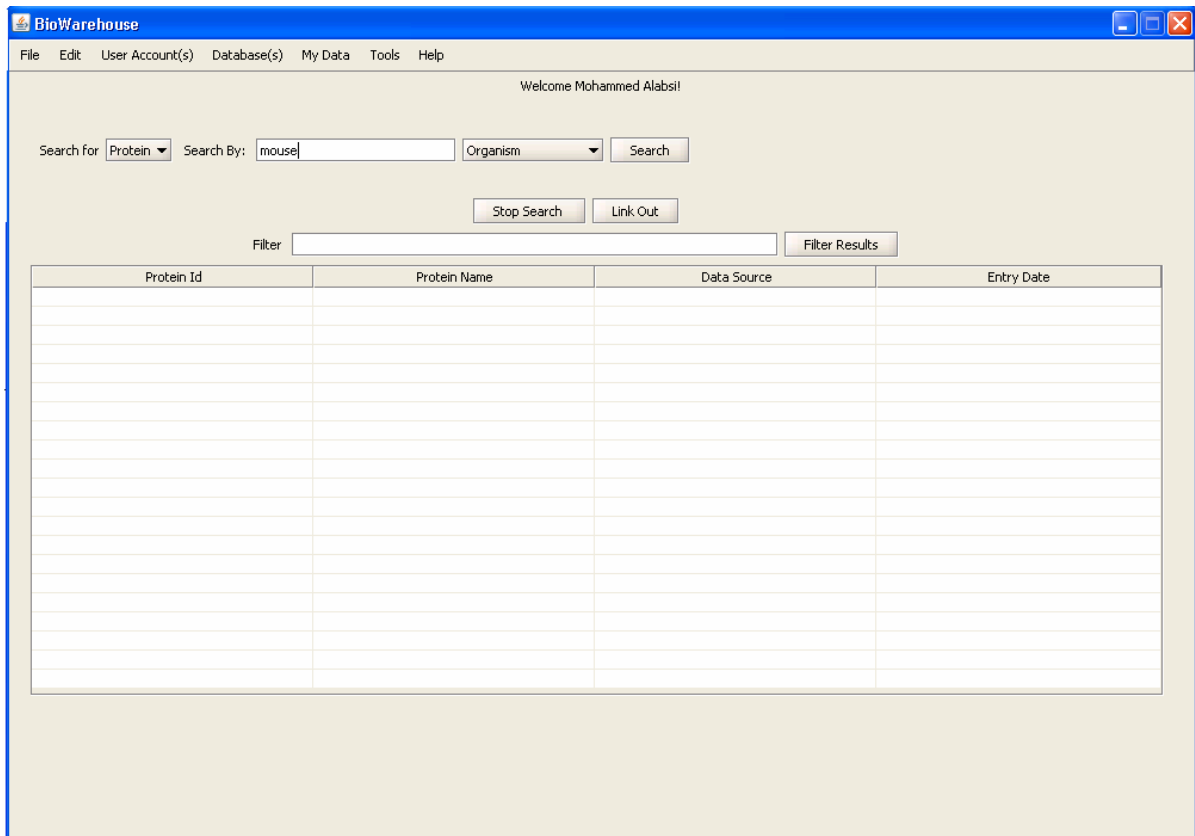 BioWarehouse
File Edit User Account(s) Database(s) My Data Tools Help
Welcome Mohammed Alabsi!
Search for Protein Search By: mouse Organism Search
Stop Search Link Out
Filter Filter Results
Protein Id Protein Name Data Source Entry Date